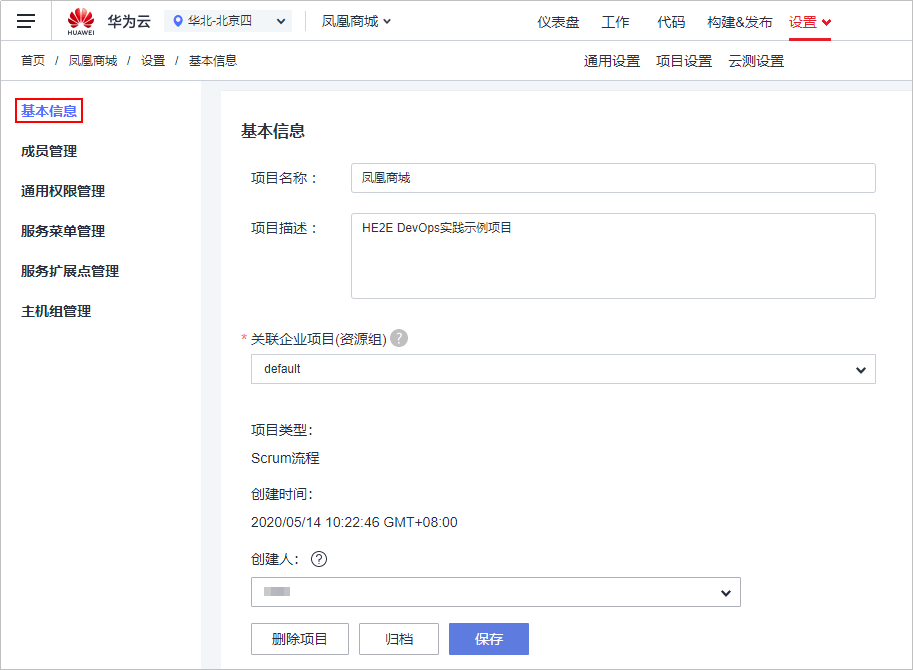 HUAWEI 华为云 华北-北京四 凤凰商城 仪表盘 工作 代码 构建&发布 设置
首页 / 凤凰商城 / 设置 / 基本信息 通用设置 项目设置 云测设置
基本信息
成员管理
通用权限管理
服务菜单管理
服务扩展点管理
主机组管理
基本信息
项目名称： 凤凰商城
项目描述： HE2E DevOps实践示例项目
* 关联企业项目(资源组) ?
default
项目类型：
Scrum流程
创建时间：
2020/05/14 10:22:46 GMT+08:00
创建人： ?
删除项目 归档 保存